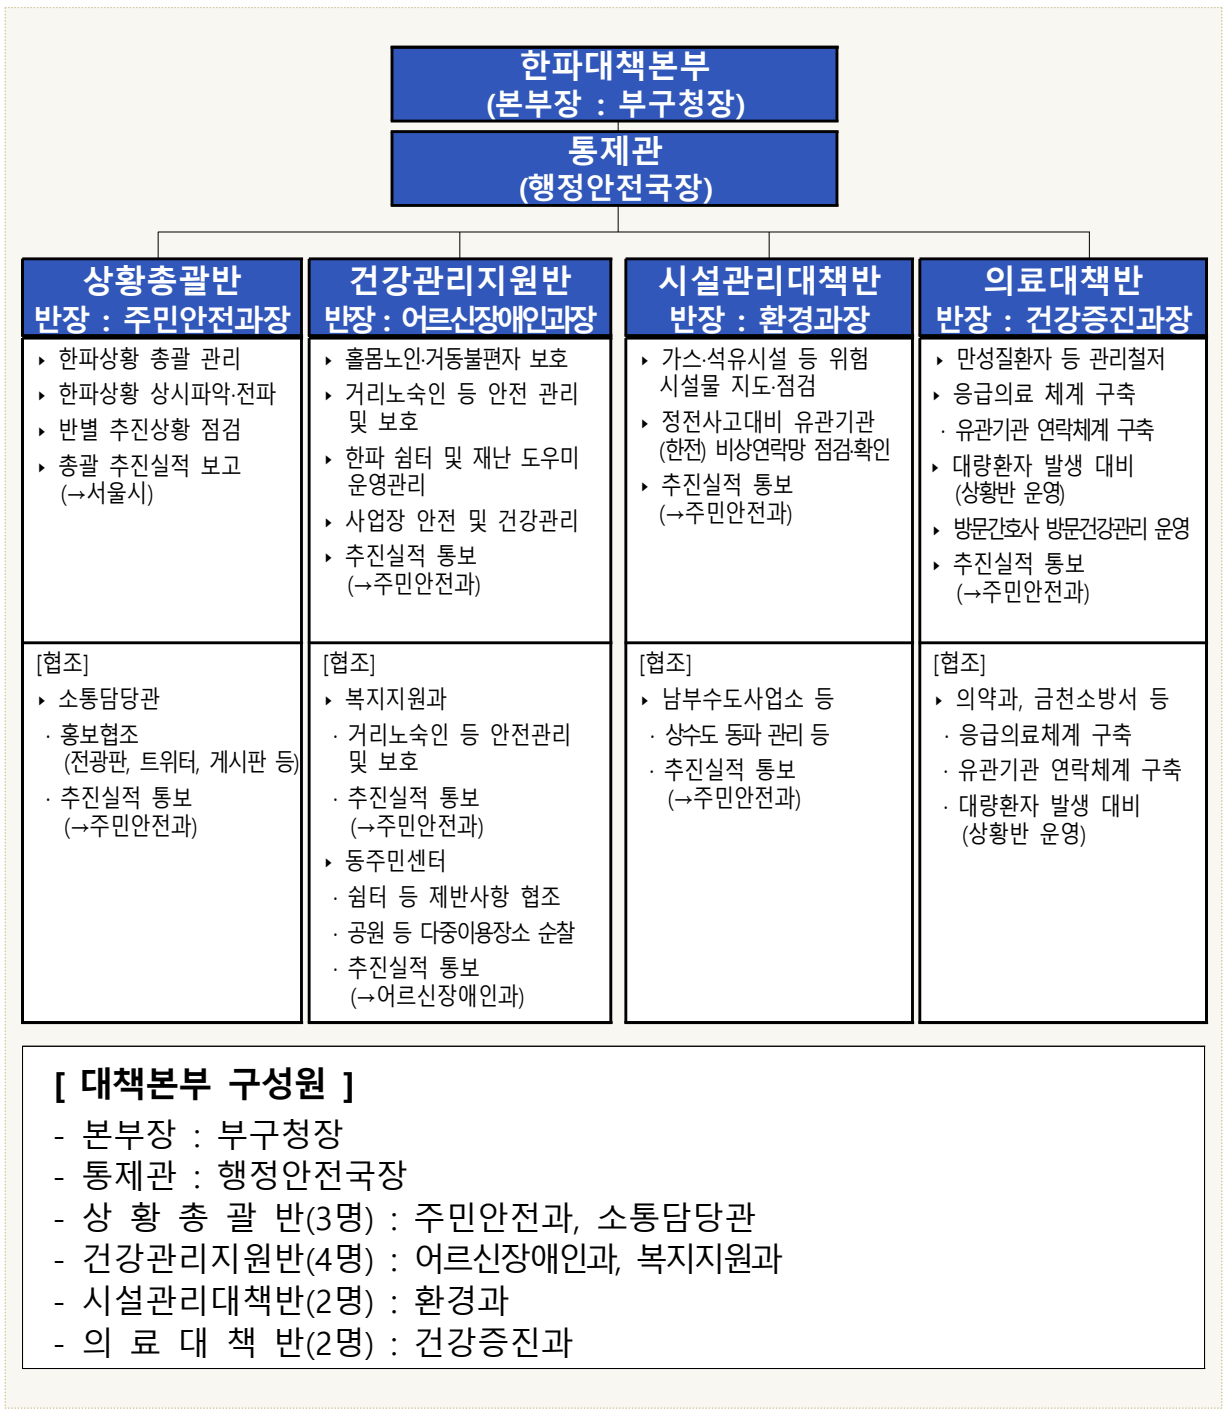 한파대책본부
(본부장 : 부구청장)
통제관
(행정안전국장)
상황총괄반
반장 : 주민안전과장
▸ 한파상황 총괄 관리
▸ 한파상황 상시파악·전파
▸ 반별 추진상황 점검
▸ 총괄 추진실적 보고
(→서울시)
[협조]
▸ 소통담당관
· 홍보협조
(전광판, 트위터, 게시판 등)
· 추진실적 통보
(→주민안전과)
건강관리지원반
반장 : 어르신장애인과장
▸ 홀몸노인·거동불편자 보호
▸ 거리노숙인 등 안전 관리
및 보호
▸ 한파 쉼터 및 재난 도우미
운영관리
▸ 사업장 안전 및 건강관리
▸ 추진실적 통보
(→주민안전과)
[협조]
▸ 복지지원과
· 거리노숙인 등 안전관리
및 보호
· 추진실적 통보
(→주민안전과)
▸ 동주민센터
· 쉼터 등 제반사항 협조
· 공원 등 다중이용장소 순찰
· 추진실적 통보
(→어르신장애인과)
시설관리대책반
반장 : 환경과장
▸ 가스·석유시설 등 위험
시설물 지도·점검
▸ 정전사고대비 유관기관
(한전) 비상연락망 점검·확인
▸ 추진실적 통보
(→주민안전과)
[협조]
▸ 남부수도사업소 등
· 상수도 동파 관리 등
· 추진실적 통보
(→주민안전과)
의료대책반
반장 : 건강증진과장
▸ 만성질환자 등 관리철저
▸ 응급의료 체계 구축
· 유관기관 연락체계 구축
▸ 대량환자 발생 대비
(상황반 운영)
▸ 방문간호사 방문건강관리 운영
▸ 추진실적 통보
(→주민안전과)
[협조]
▸ 의약과, 금천소방서 등
· 응급의료체계 구축
· 유관기관 연락체계 구축
· 대량환자 발생 대비
(상황반 운영)
[ 대책본부 구성원 ]
- 본부장 : 부구청장
- 통제관 : 행정안전국장
- 상 황 총 괄 반(3명) : 주민안전과, 소통담당관
- 건강관리지원반(4명) : 어르신장애인과, 복지지원과
- 시설관리대책반(2명) : 환경과
- 의 료 대 책 반(2명) : 건강증진과